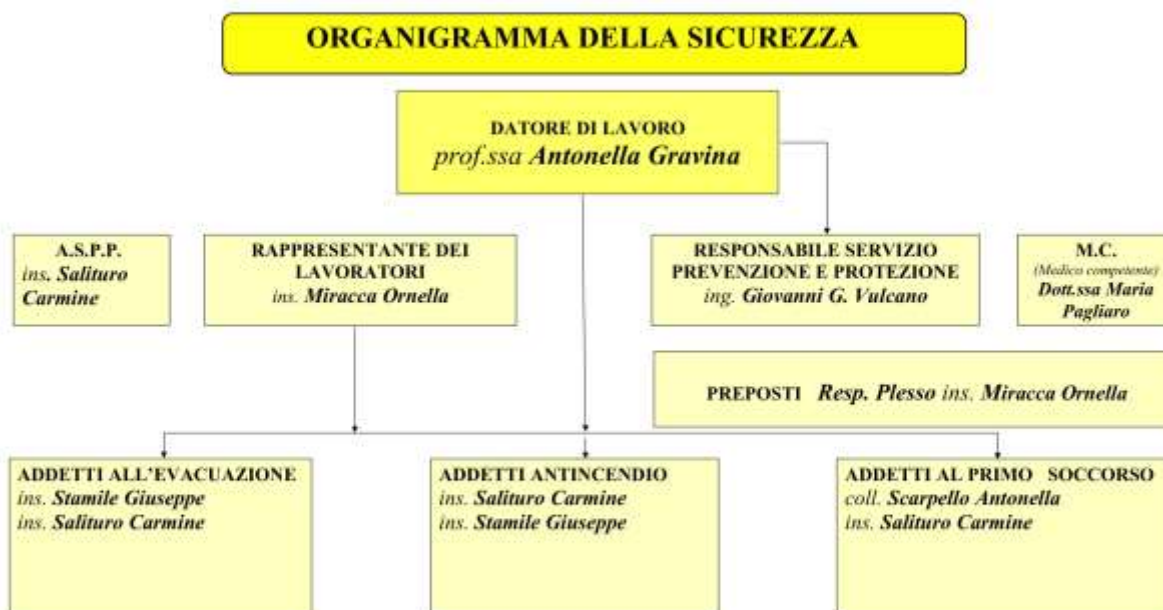 ORGANIGRAMMA DELLA SICUREZZA
DATORE DI LAVORO
prof.ssa Antonella Gravina
A.S.P.P.
ins. Salituro
Carmine
RAPPRESENTANTE DEI
LAVORATORI
ins. Miracca Ornella
RESPONSABILE SERVIZIO
PREVENZIONE E PROTEZIONE
ing. Giovanni G. Vulcano
M.C.
(Medico competente)
Dott.ssa Maria
Pagliaro
PREPOSTI Resp. Plesso ins. Miracca Ornella
ADDETTI ALL'EVACUAZIONE
ins. Stamile Giuseppe
ins. Salituro Carmine
ADDETTI ANTINCENDIO
ins. Salituro Carmine
ins. Stamile Giuseppe
ADDETTI AL PRIMO SOCCORSO
coll. Scarpello Antonella
ins. Salituro Carmine